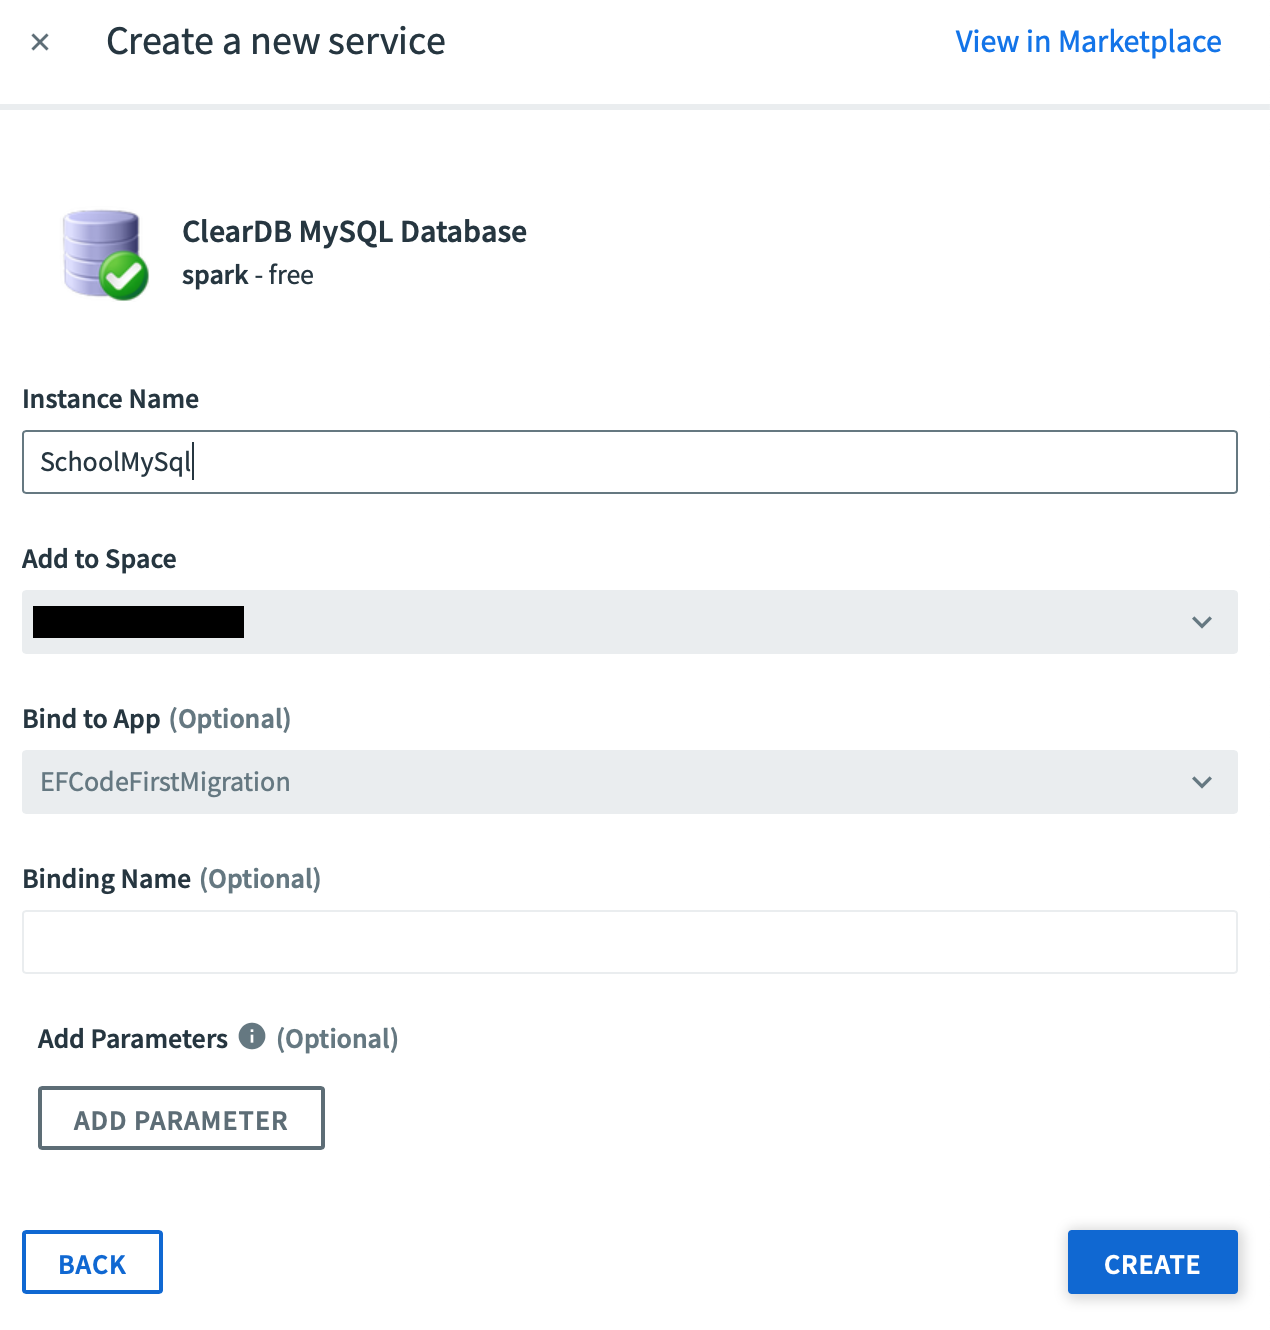 Create a new service
View in Marketplace
ClearDB MySQL Database
spark - free
Instance Name
SchoolMySql
Add to Space
Bind to App (Optional)
EFCodeFirstMigration
Binding Name (Optional)
Add Parameters i (Optional)
ADD PARAMETER
BACK
CREATE